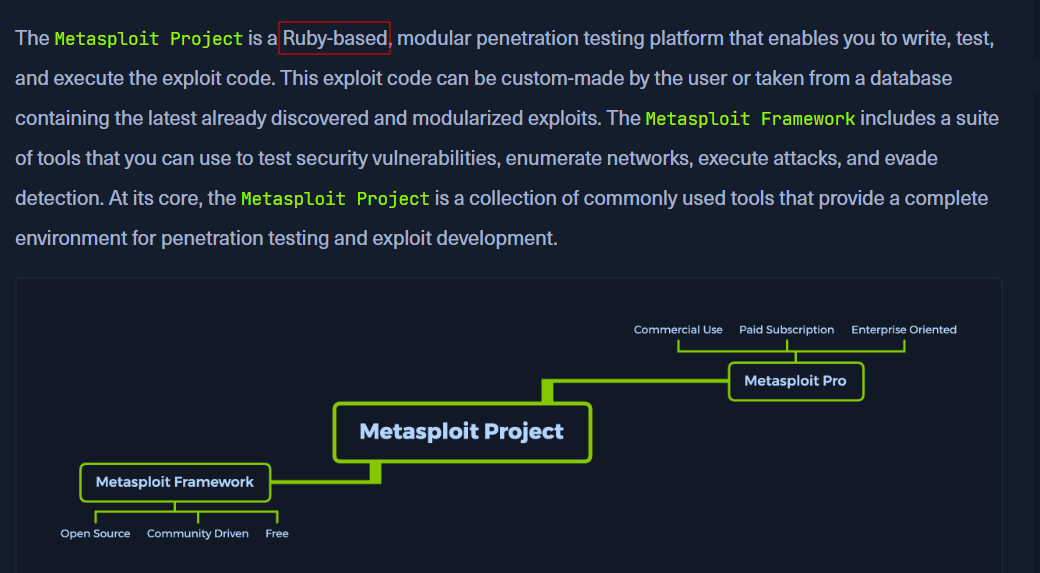 The Metasploit Project is a Ruby-based, modular penetration testing platform that enables you to write, test,
and execute the exploit code. This exploit code can be custom-made by the user or taken from a database
containing the latest already discovered and modularized exploits. The Metasploit Framework includes a suite
of tools that you can use to test security vulnerabilities, enumerate networks, execute attacks, and evade
detection. At its core, the Metasploit Project is a collection of commonly used tools that provide a complete
environment for penetration testing and exploit development.
Commercial Use Paid Subscription Enterprise Oriented
Metasploit Pro
Metasploit Project
Metasploit Framework
Open Source Community Driven Free